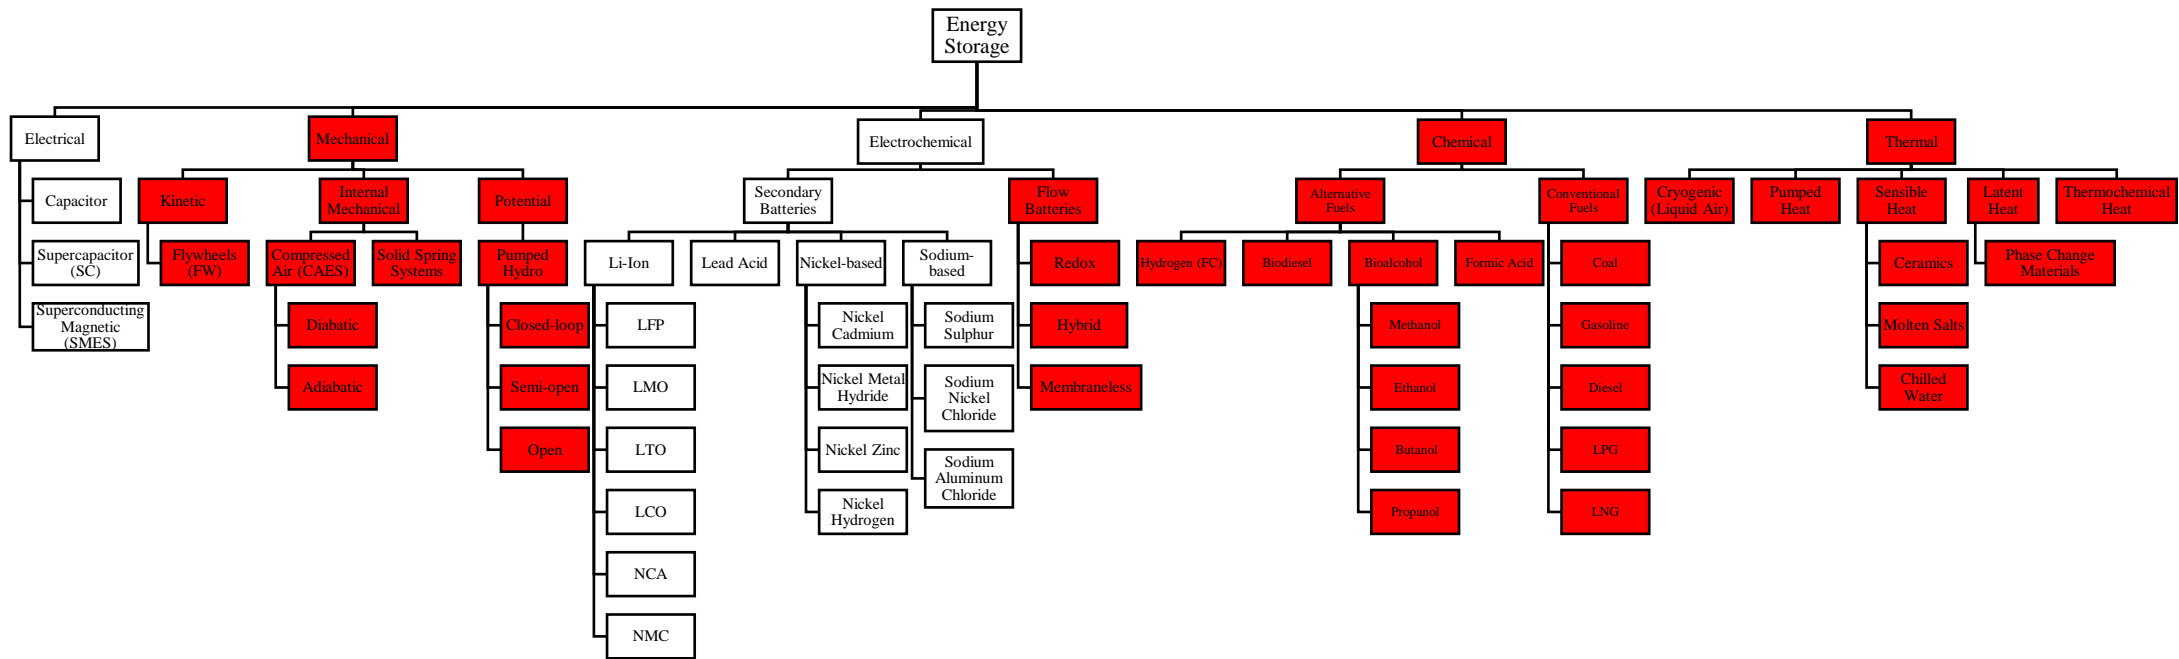 Energy
Storage
Electrical
Mechanical
Electrochemical
Chemical
Thermal
Capacitor
Supercapacitor
(SC)
Superconducting
Magnetic
(SMES)
Kinetic
Flywheels
(FW)
Internal
Mechanical
Compressed
Air (CAES)
Diabatic
Adiabatic
Solid Spring
Systems
Potential
Pumped
Hydro
Closed-loop
Semi-open
Open
Secondary
Batteries
Li-Ion
LFP
LMO
LTO
LCO
NCA
NMC
Lead Acid
Nickel-based
Nickel
Cadmium
Nickel Metal
Hydride
Nickel Zinc
Nickel
Hydrogen
Sodium-
based
Sodium
Sulphur
Sodium
Nickel
Chloride
Sodium
Aluminum
Chloride
Flow
Batteries
Redox
Hybrid
Membraneless
Alternative
Fuels
Hydrogen (FC)
Biodiesel
Bioalcohol
Methanol
Ethanol
Butanol
Propanol
Formic Acid
Conventional
Fuels
Coal
Gasoline
Diesel
LPG
LNG
Cryogenic
(Liquid Air)
Pumped
Heat
Sensible
Heat
Ceramics
Molten Salts
Chilled
Water
Latent
Heat
Phase Change
Materials
Thermochemical
Heat